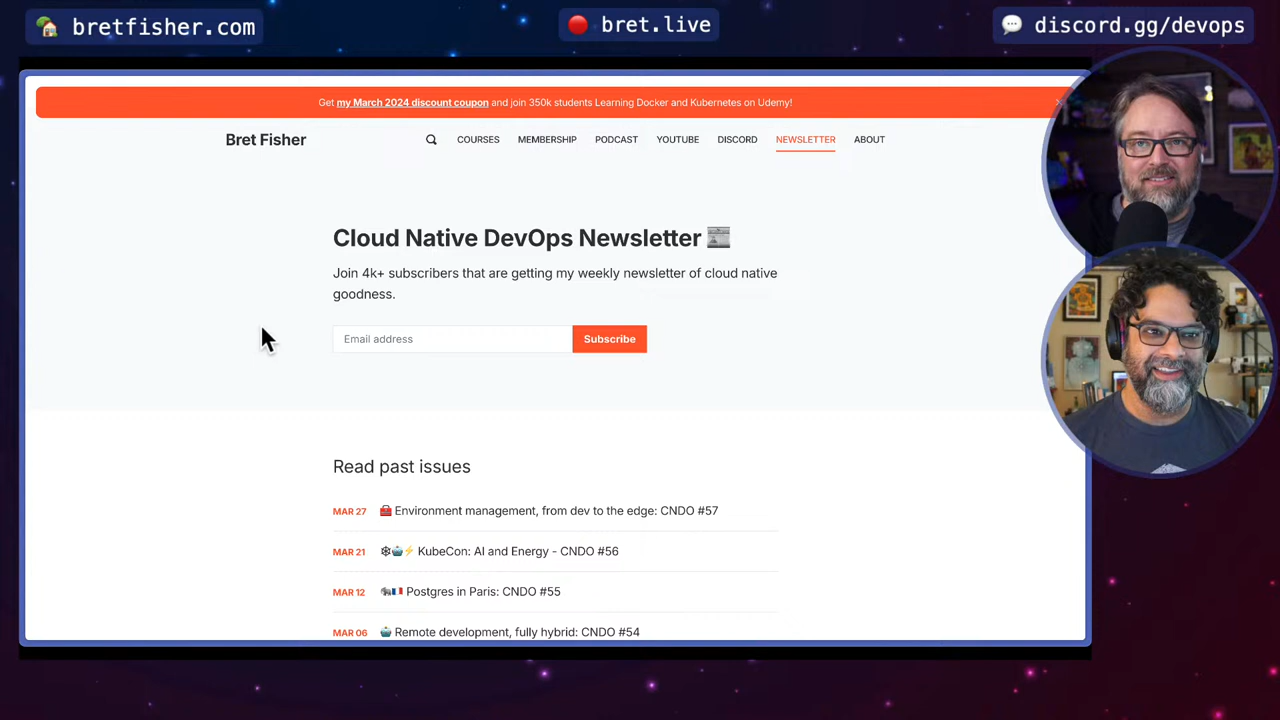 bretfisher.com
bret.live
discord.gg/devops
Get my March 2024 discount coupon and join 350k students Learning Docker and Kubernetes on Udemy!
Bret Fisher
COURSES
MEMBERSHIP
PODCAST
YOUTUBE
DISCORD
NEWSLETTER
ABOUT
Cloud Native DevOps Newsletter
Join 4k+ subscribers that are getting my weekly newsletter of cloud native
goodness.
Email address
Subscribe
Read past issues
MAR 27 🧰 Environment management, from dev to the edge: CNDO #57
MAR 21 🕸🤖⚡ KubeCon: AI and Energy - CNDO #56
MAR 12 🐘🇫🇷 Postgres in Paris: CNDO #55
MAR 06 🤖 Remote development, fully hybrid: CNDO #54